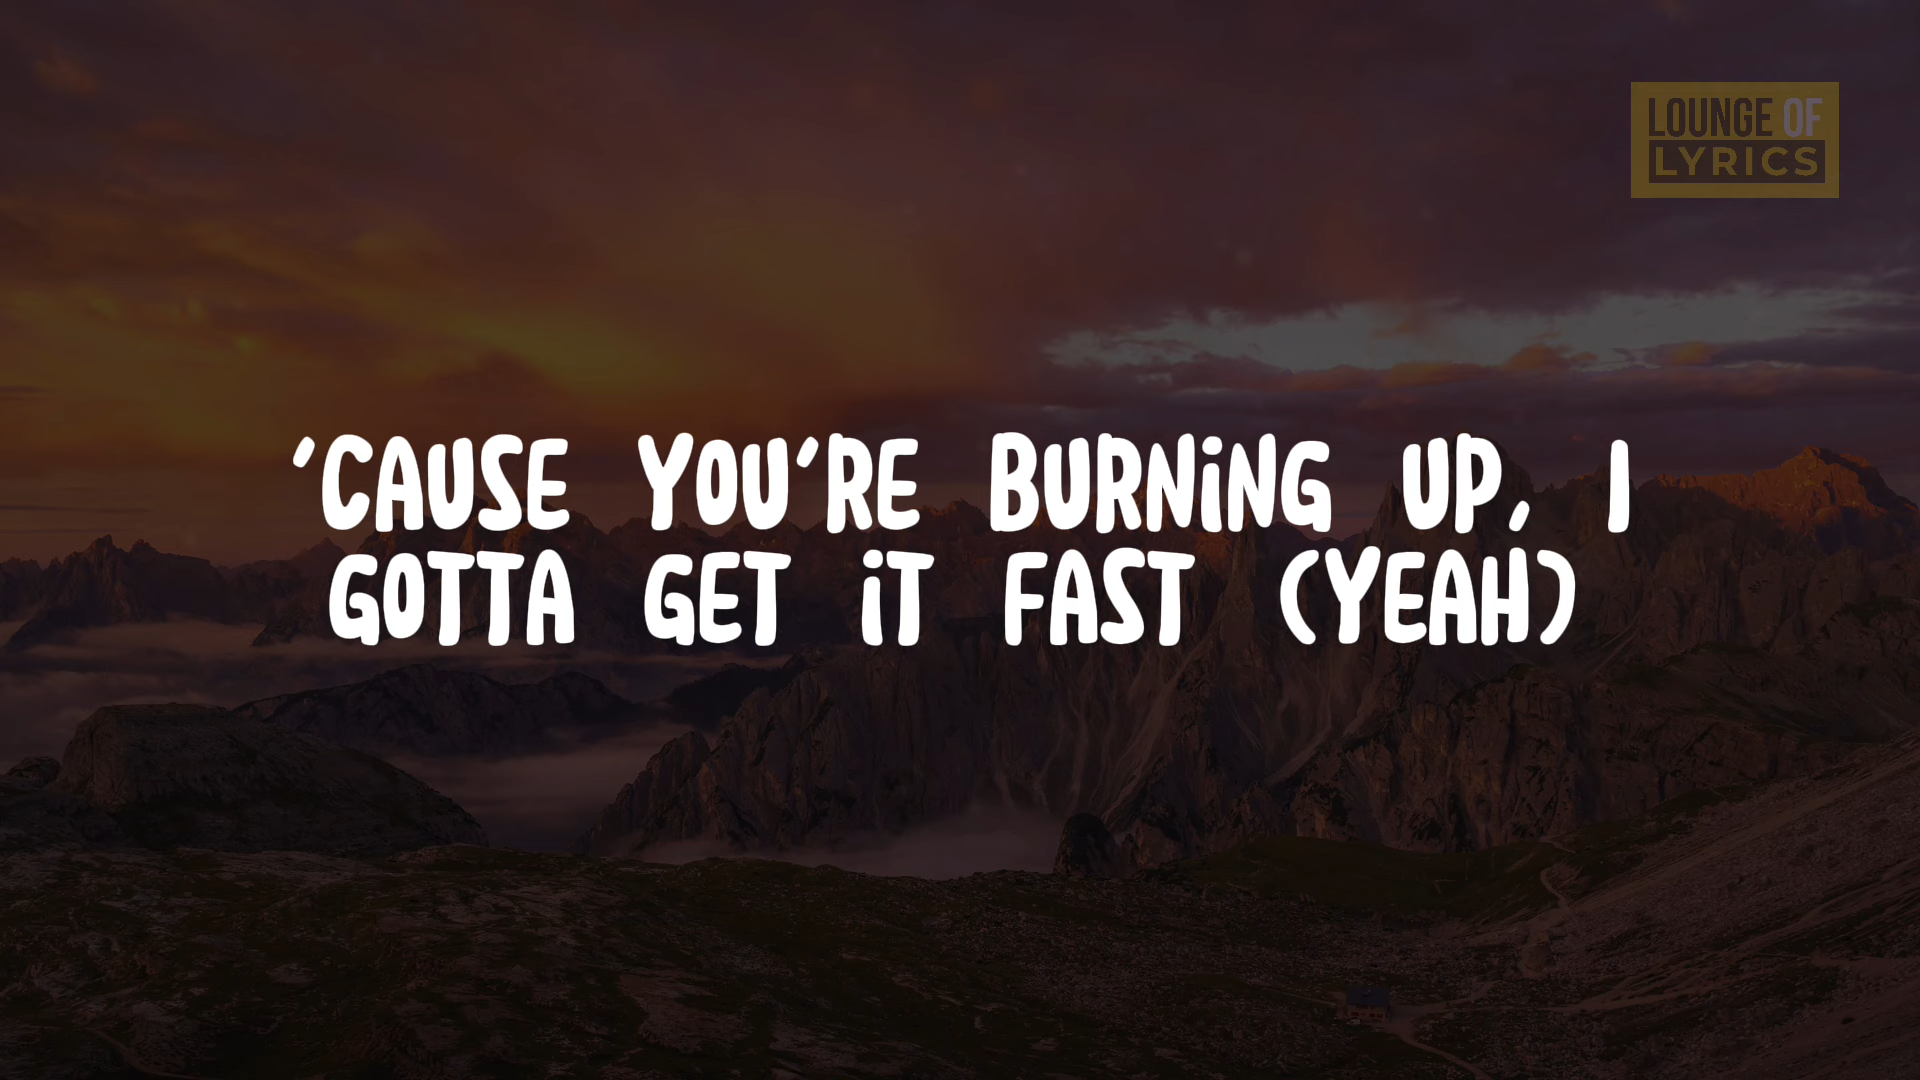 LOUNGE OF
LYRICS
'CAUSE YOU'RE BURNiNG UP, I
GOTTA GET iT FAST (YEAH)